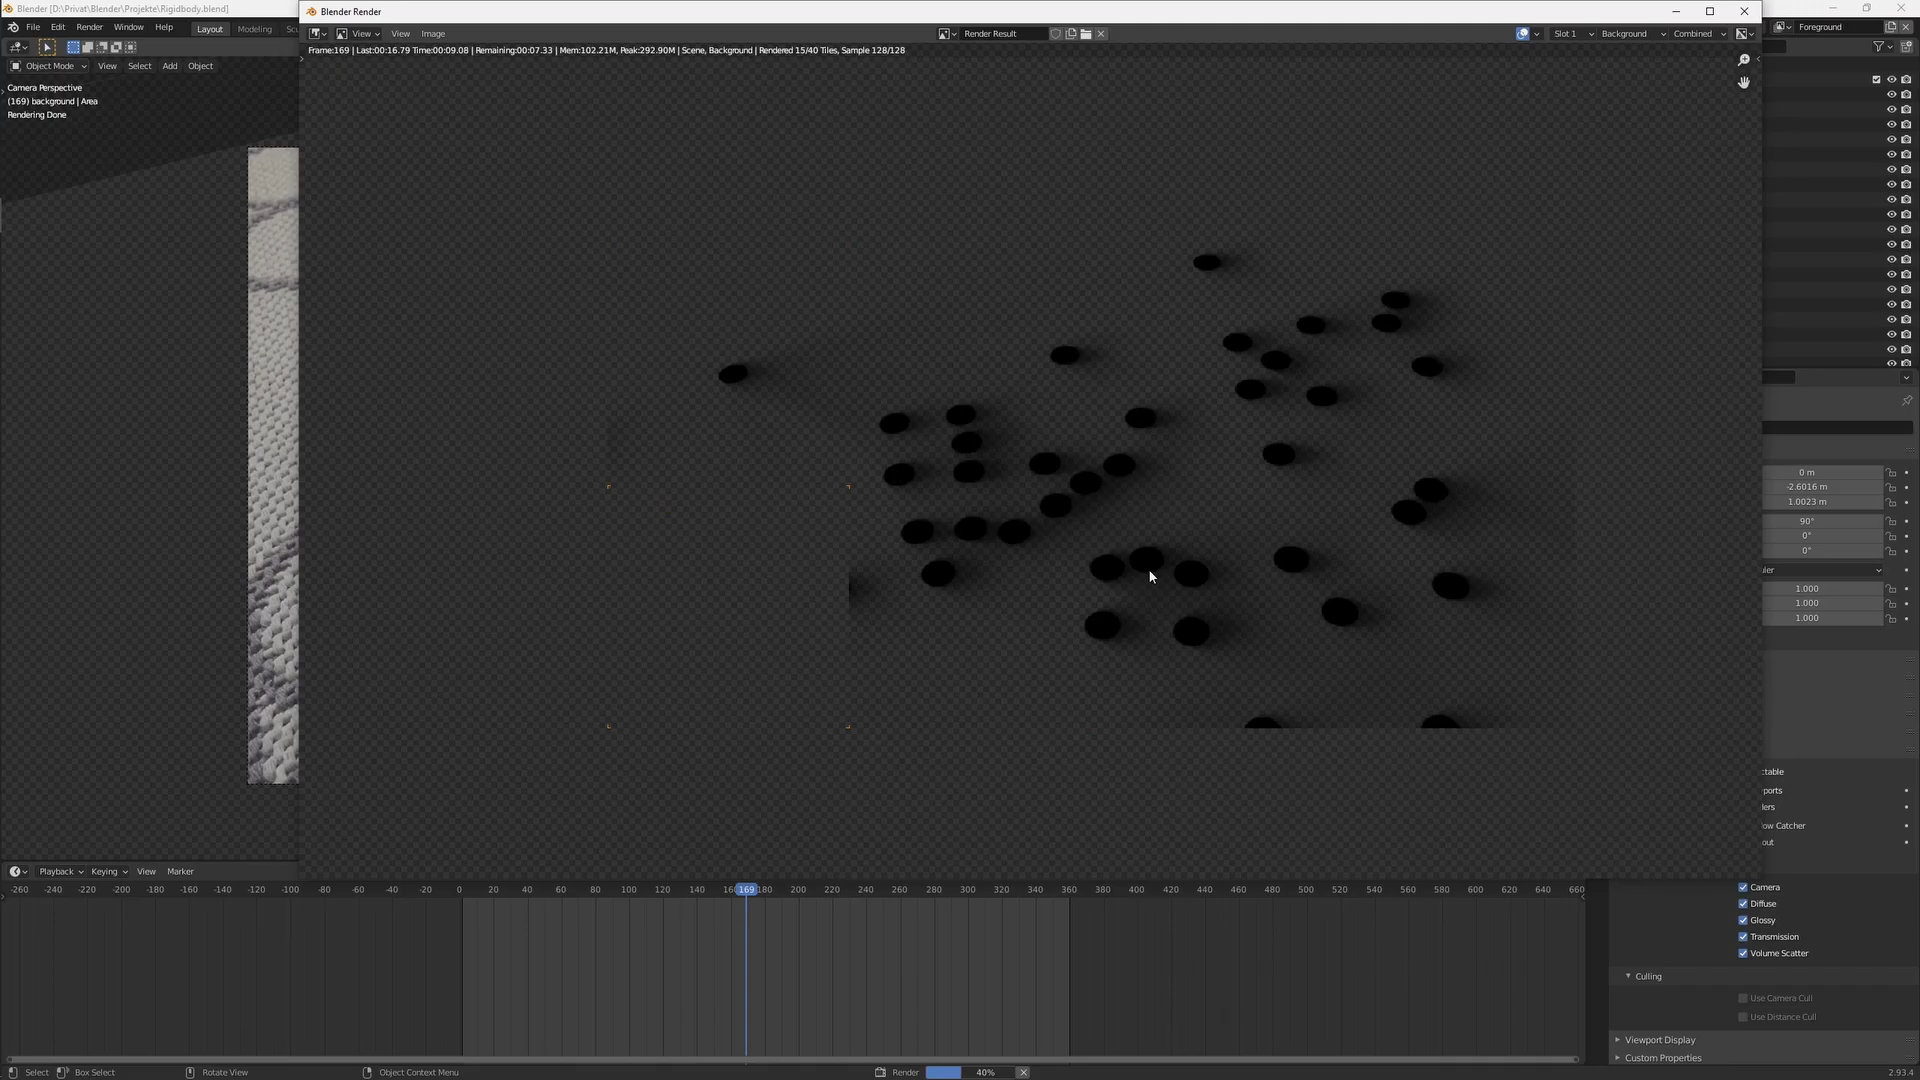 Blender [D:\Privat\Blender\Projekte\Rigidbody.blend]
Blender Render
File Edit Render Window Help Layout Modeling
View View Image
Render Result
Slot 1 Background Combined
Foreground
Frame:169 | Last:00:16.79 Time:00:09.08 | Remaining:00:07.33 | Mem:102.21M, Peak:292.90M | Scene, Background | Rendered 15/40 Tiles, Sample 128/128
Object Mode View Select Add Object
Camera Perspective
(169) background | Area
Rendering Done
0 m
-2.6016 m
1.0023 m
90°
0°
0°
1.000
1.000
1.000
Playback Keying View Marker
-260 -240 -220 -200 -180 -160 -140 -120 -100 -80 -60 -40 -20 0 20 40 60 80 100 120 140 169 180 200 220 240 260 280 300 320 340 360 380 400 420 440 460 480 500 520 540 560 580 600 620 640 660
Camera
Diffuse
Glossy
Transmission
Volume Scatter
Culling
Use Camera Cull
Use Distance Cull
Viewport Display
Custom Properties
Select Box Select Rotate View Object Context Menu Render 40% 2.93.4